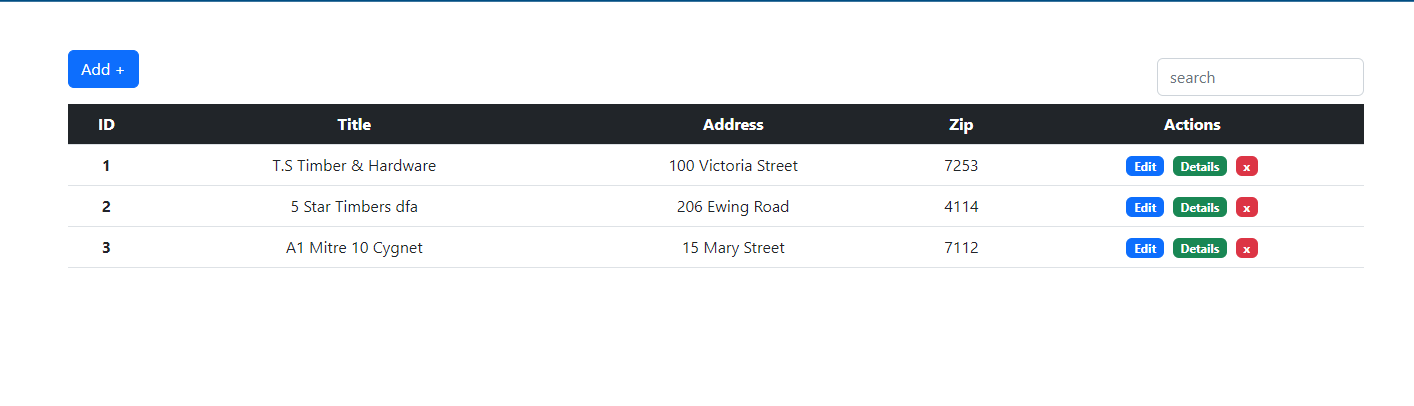 Add +
search
ID Title Address Zip Actions
1 T.S Timber & Hardware 100 Victoria Street 7253 Edit Details x
2 5 Star Timbers dfa 206 Ewing Road 4114 Edit Details x
3 A1 Mitre 10 Cygnet 15 Mary Street 7112 Edit Details x